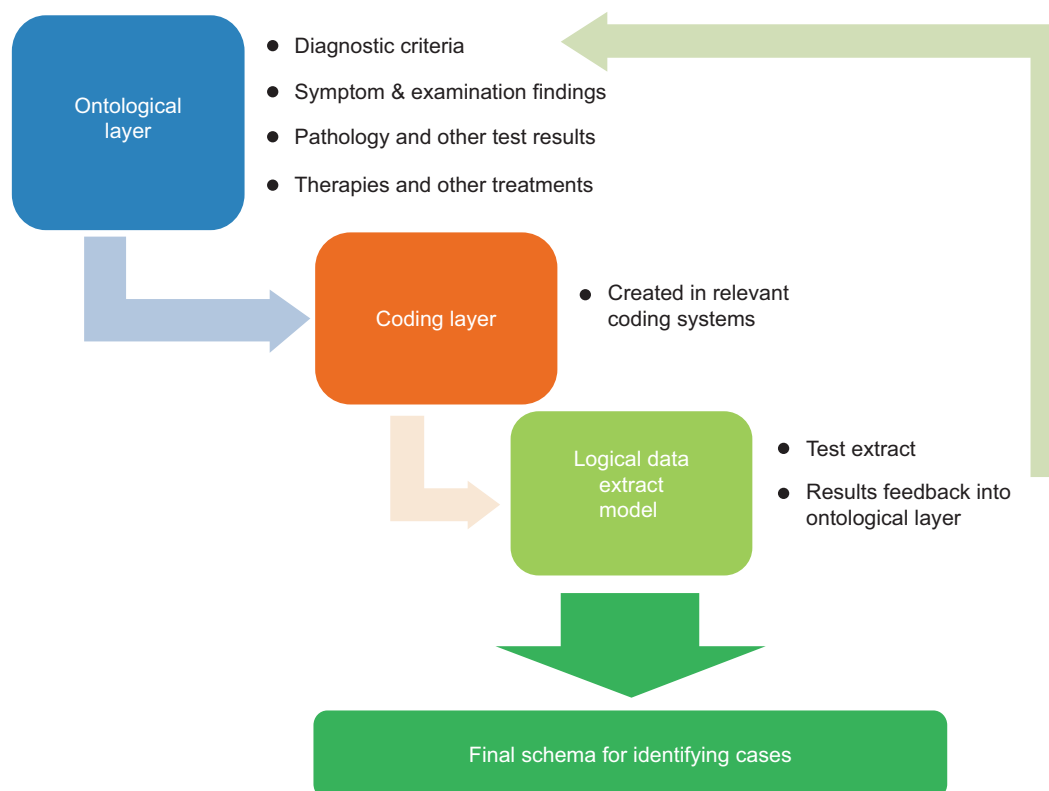 Ontological
layer
● Diagnostic criteria
● Symptom & examination findings
● Pathology and other test results
● Therapies and other treatments
Coding layer
● Created in relevant
coding systems
Logical data
extract
model
● Test extract
● Results feedback into
ontological layer
Final schema for identifying cases